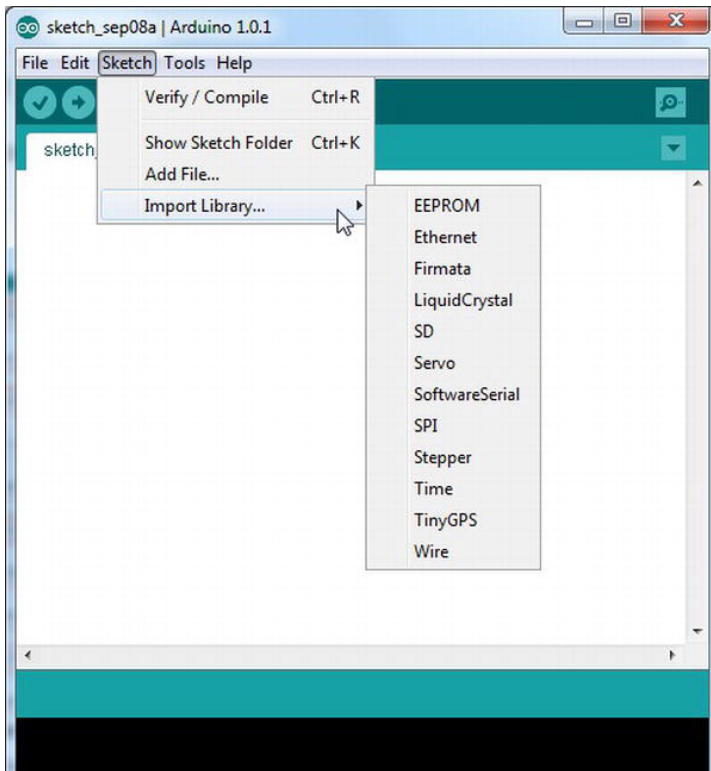 sketch_sep08a | Arduino 1.0.1
File Edit Sketch Tools Help
Verify / Compile Ctrl+R
sketch_
Show Sketch Folder Ctrl+K
Add File...
Import Library...
EEPROM
Ethernet
Firmata
LiquidCrystal
SD
Servo
SoftwareSerial
SPI
Stepper
Time
TinyGPS
Wire